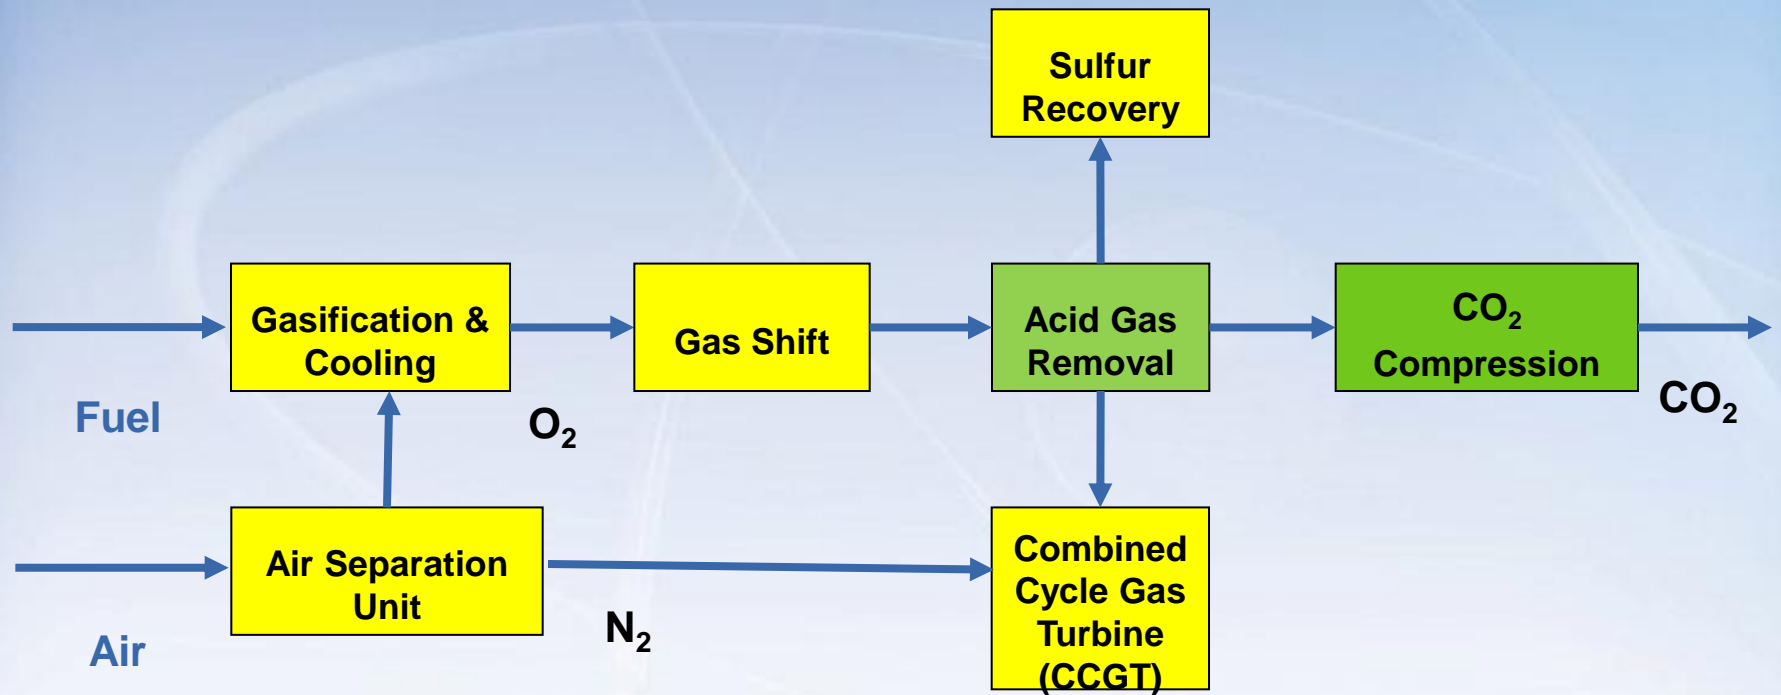 Sulfur
Recovery
Gasification &
Cooling
Gas Shift
Acid Gas
Removal
CO₂
Compression
Fuel
O₂
CO₂
Air Separation
Unit
Combined
Cycle Gas
Turbine
(CCGT)
N₂
Air